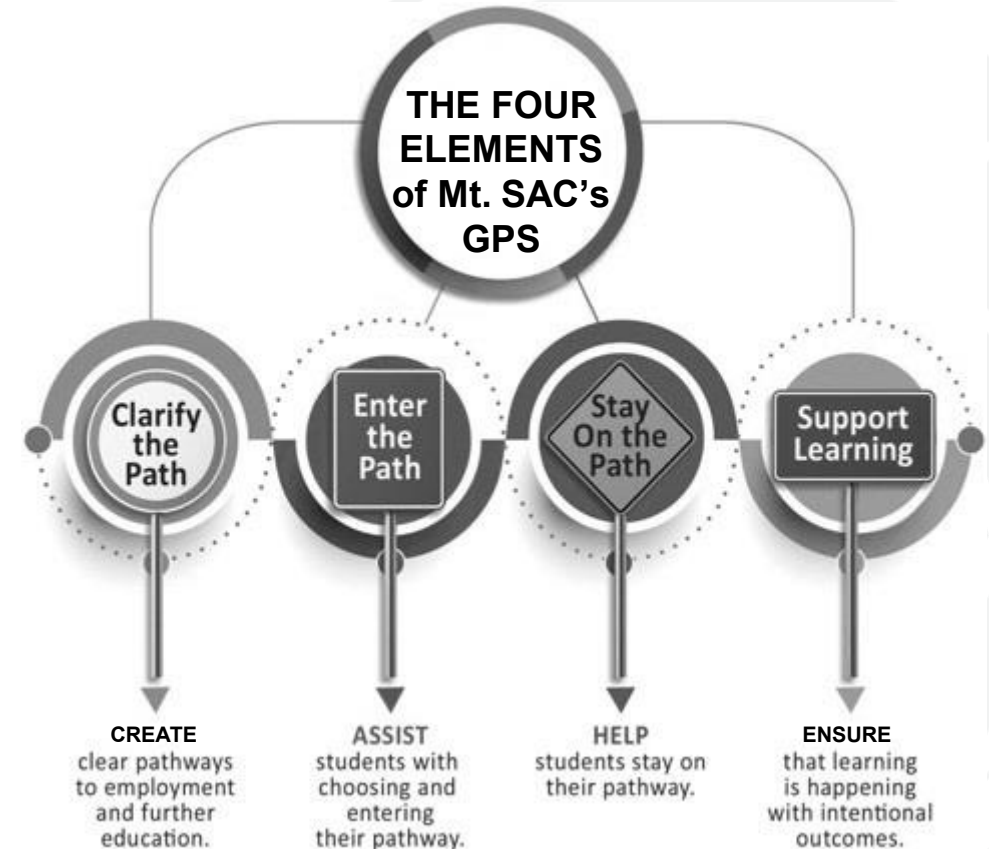 THE FOUR
ELEMENTS
of Mt. SAC's
GPS
Clarify
the
Path
Enter
the
Path
Stay
On the
Path
Support
Learning
CREATE
clear pathways
to employment
and further
education.
ASSIST
students with
choosing and
entering
their pathway.
HELP
students stay on
their pathway.
ENSURE
that learning
is happening
with intentional
outcomes.